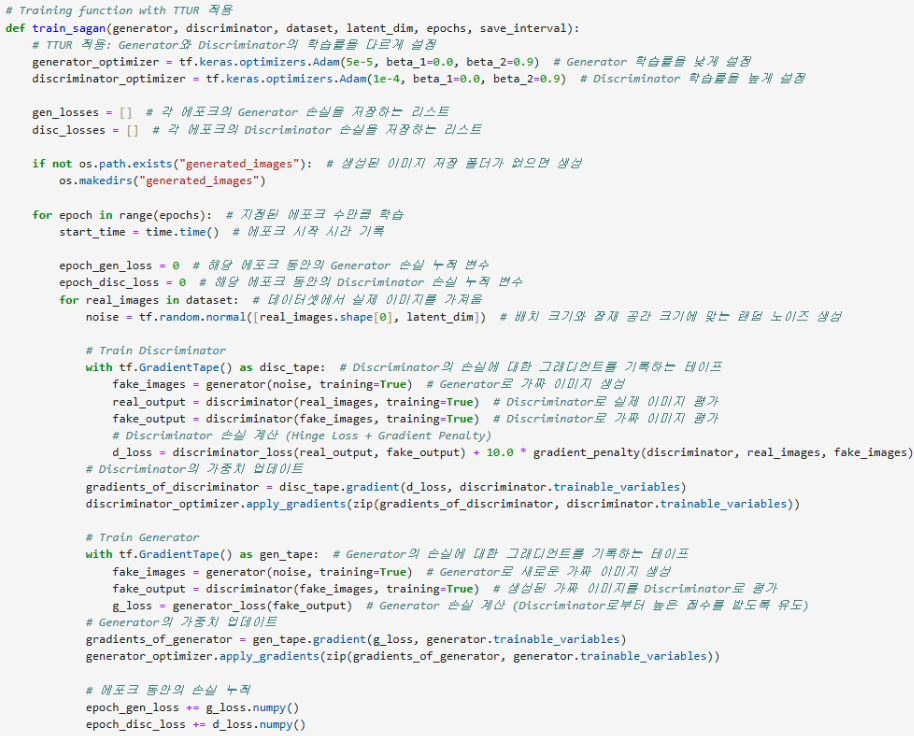 # Training function with TTUR 적용
def train_sagan(generator, discriminator, dataset, latent_dim, epochs, save_interval):
    # TTUR 적용: Generator와 Discriminator의 학습률을 다르게 설정
    generator_optimizer = tf.keras.optimizers.Adam(5e-5, beta_1=0.0, beta_2=0.9)  # Generator 학습률을 낮게 설정
    discriminator_optimizer = tf.keras.optimizers.Adam(1e-4, beta_1=0.0, beta_2=0.9)  # Discriminator 학습률을 높게 설정

    gen_losses = []  # 각 에포크의 Generator 손실을 저장하는 리스트
    disc_losses = []  # 각 에포크의 Discriminator 손실을 저장하는 리스트

    if not os.path.exists("generated_images"):  # 생성된 이미지 저장 폴더가 없으면 생성
        os.makedirs("generated_images")

    for epoch in range(epochs):  # 지정된 에포크 수만큼 학습
        start_time = time.time()  # 에포크 시작 시간 기록

        epoch_gen_loss = 0  # 해당 에포크 동안의 Generator 손실 누적 변수
        epoch_disc_loss = 0  # 해당 에포크 동안의 Discriminator 손실 누적 변수
        for real_images in dataset:  # 데이터셋에서 실제 이미지를 가져옴
            noise = tf.random.normal([real_images.shape[0], latent_dim])  # 배치 크기와 잠재 공간 크기에 맞는 랜덤 노이즈 생성

            # Train Discriminator
            with tf.GradientTape() as disc_tape:  # Discriminator의 손실에 대한 그래디언트를 기록하는 테이프
                fake_images = generator(noise, training=True)  # Generator로 가짜 이미지 생성
                real_output = discriminator(real_images, training=True)  # Discriminator로 실제 이미지 평가
                fake_output = discriminator(fake_images, training=True)  # Discriminator로 가짜 이미지 평가
                # Discriminator 손실 계산 (Hinge Loss + Gradient Penalty)
                d_loss = discriminator_loss(real_output, fake_output) + 10.0 * gradient_penalty(discriminator, real_images, fake_images)
            # Discriminator의 가중치 업데이트
            gradients_of_discriminator = disc_tape.gradient(d_loss, discriminator.trainable_variables)
            discriminator_optimizer.apply_gradients(zip(gradients_of_discriminator, discriminator.trainable_variables))

            # Train Generator
            with tf.GradientTape() as gen_tape:  # Generator의 손실에 대한 그래디언트를 기록하는 테이프
                fake_images = generator(noise, training=True)  # Generator로 새로운 가짜 이미지 생성
                fake_output = discriminator(fake_images, training=True)  # 생성된 가짜 이미지를 Discriminator로 평가
                g_loss = generator_loss(fake_output)  # Generator 손실 계산 (Discriminator로부터 높은 점수를 받도록 유도)
            # Generator의 가중치 업데이트
            gradients_of_generator = gen_tape.gradient(g_loss, generator.trainable_variables)
            generator_optimizer.apply_gradients(zip(gradients_of_generator, generator.trainable_variables))

            # 에포크 동안의 손실 누적
            epoch_gen_loss += g_loss.numpy()
            epoch_disc_loss += d_loss.numpy()